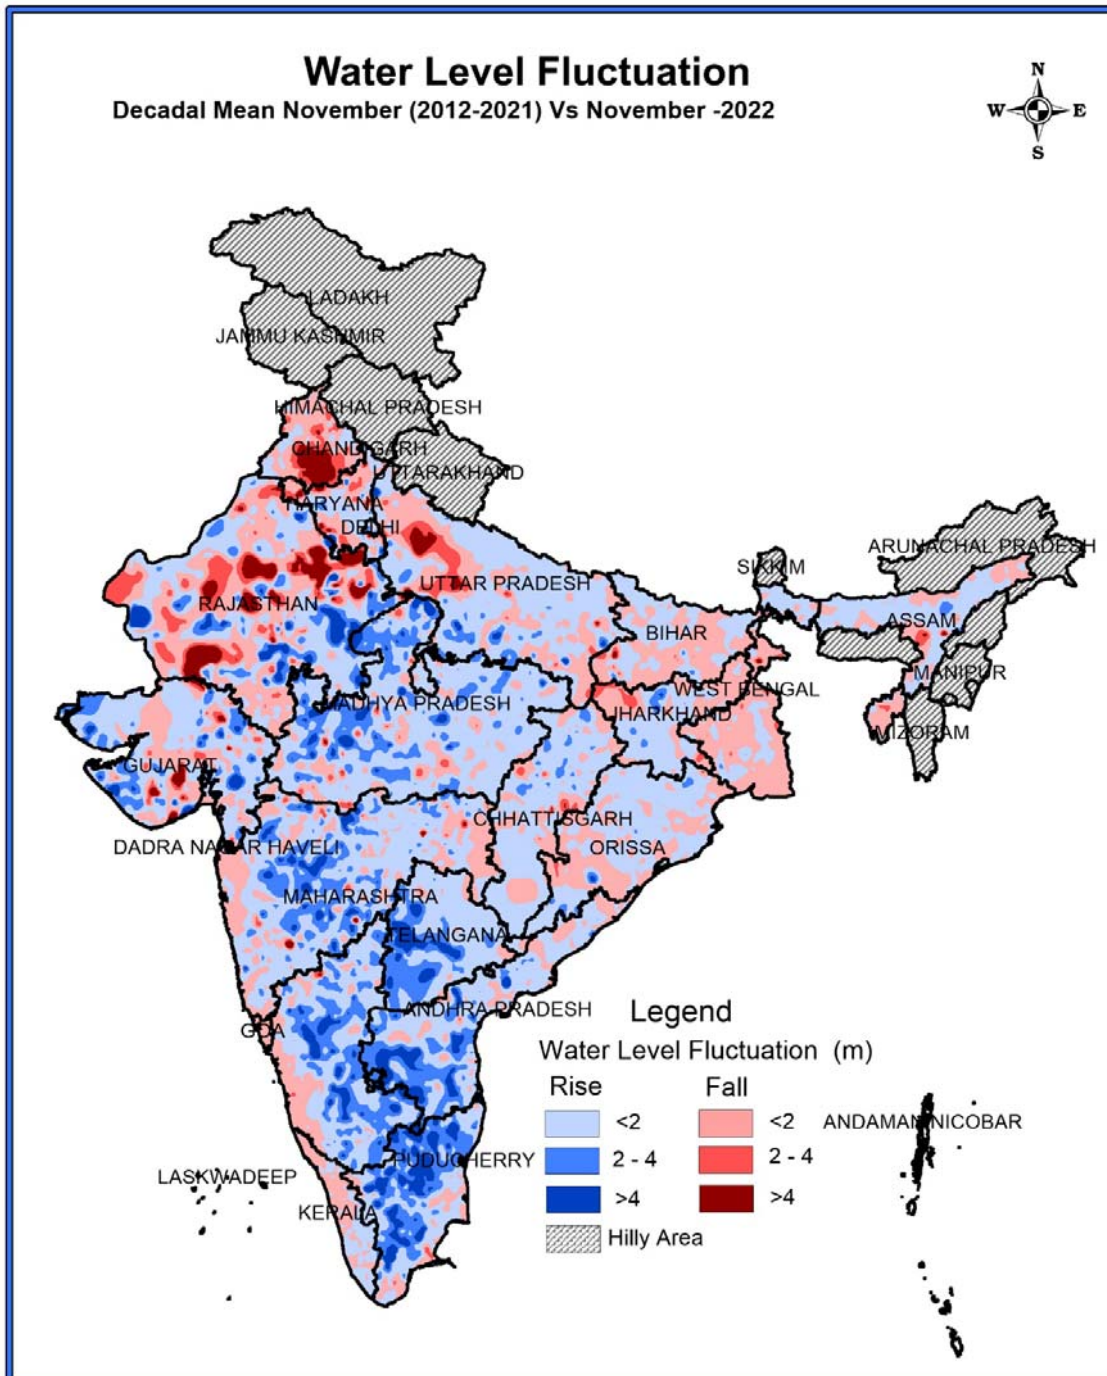 Water Level Fluctuation
Decadal Mean November (2012-2021) Vs November -2022
N
W E
S
LADAKH
JAMMU KASHMIR
HIMACHAL PRADESH
CHANDIGARH
UTTARAKHAND
HARYANA
DELHI
ARUNACHAL PRADESH
SIKKIM
UTTAR PRADESH
RAJASTHAN
ASSAM
BIHAR
MANIPUR
WEST BENGAL
MADHYA PRADESH
JHARKHAND
MIZORAM
GUJARAT
CHHATTISGARH
DADRA NAGAR HAVELI
ORISSA
MAHARASHTRA
TELANGANA
ANDHRA PRADESH
GOA
Legend
Water Level Fluctuation (m)
Rise Fall
<2 <2
2 - 4 2 - 4
>4 >4
Hilly Area
ANDAMAN NICOBAR
PUDUCHERRY
LASKWADEEP
KERALA